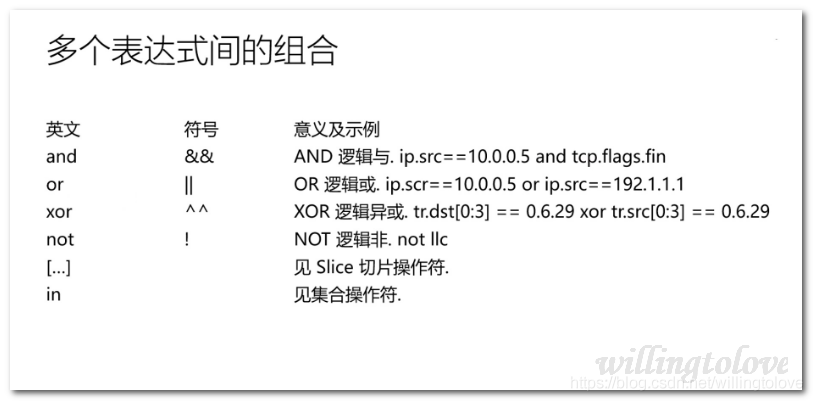 多个表达式间的组合
英文 符号 意义及示例
and && AND 逻辑与. ip.src==10.0.0.5 and tcp.flags.fin
or || OR 逻辑或. ip.scr==10.0.0.5 or ip.src==192.1.1.1
xor ^^ XOR 逻辑异或. tr.dst[0:3] == 0.6.29 xor tr.src[0:3] == 0.6.29
not ! NOT 逻辑非. not llc
[...] 见 Slice 切片操作符.
in 见集合操作符.
willingtolove
https://blog.csdn.net/willingtolove